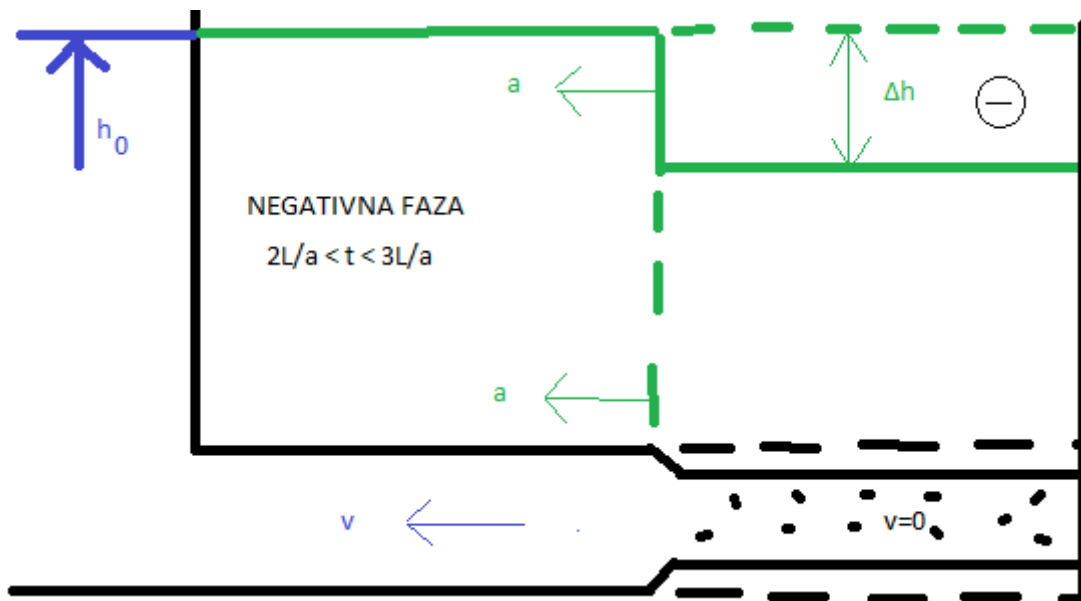 h₀
a
Δh
NEGATIVNA FAZA
2L/a < t < 3L/a
a
v
v=0